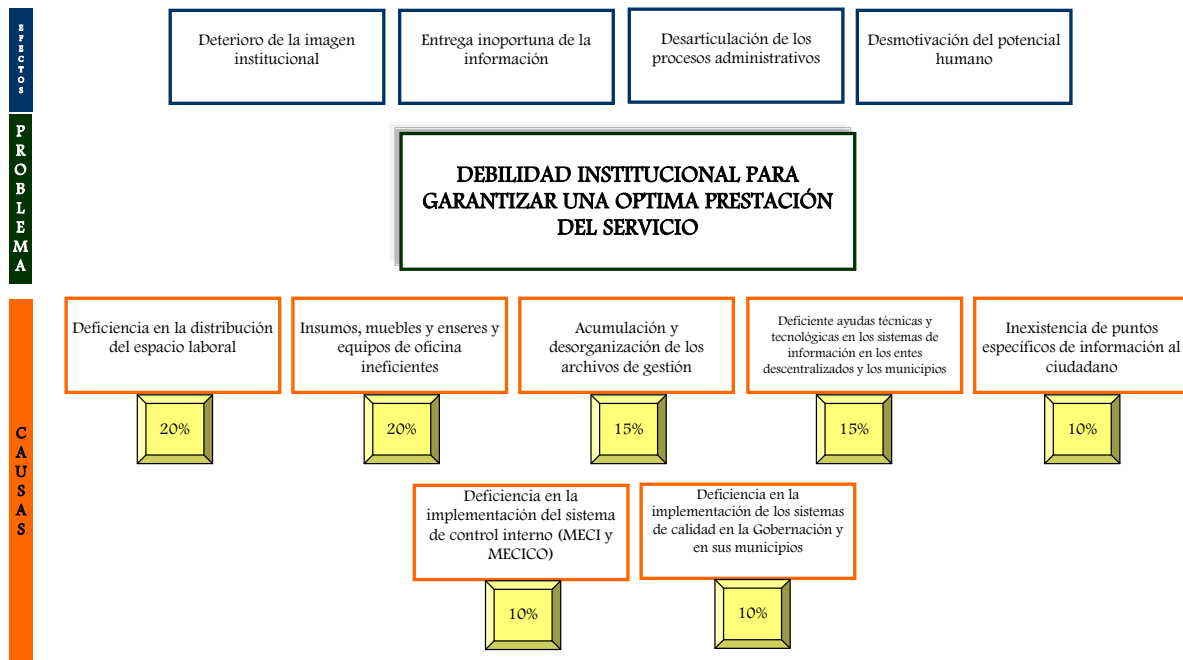 EFECTOS
Deterioro de la imagen
institucional
Entrega inoportuna de la
información
Desarticulación de los
procesos administrativos
Desmotivación del potencial
humano
PROBLEMA
DEBILIDAD INSTITUCIONAL PARA
GARANTIZAR UNA OPTIMA PRESTACIÓN
DEL SERVICIO
CAUSAS
Deficiencia en la distribución
del espacio laboral
20%
Insumos, muebles y enseres y
equipos de oficina
ineficientes
20%
Acumulación y
desorganización de los
archivos de gestión
15%
Deficiente ayudas técnicas y
tecnológicas en los sistemas de
información en los entes
descentralizados y los municipios
15%
Inexistencia de puntos
específicos de información al
ciudadano
10%
Deficiencia en la
implementación del sistema
de control interno (MECI y
MECICO)
10%
Deficiencia en la
implementación de los sistemas
de calidad en la Gobernación y
en sus municipios
10%